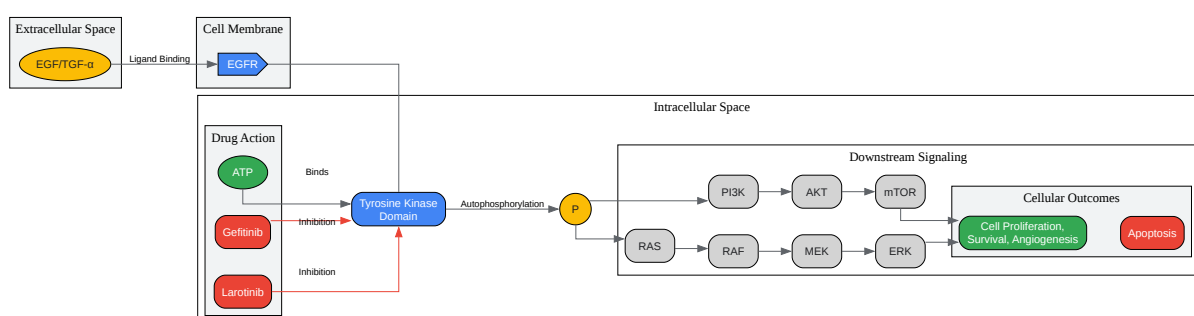 Extracellular Space
EGF/TGF-α
Ligand Binding
Cell Membrane
EGFR
Intracellular Space
Drug Action
ATP
Binds
Gefitinib
Inhibition
Larotinib
Inhibition
Tyrosine Kinase
Domain
Autophosphorylation
P
Downstream Signaling
PI3K
AKT
mTOR
RAS
RAF
MEK
ERK
Cellular Outcomes
Cell Proliferation,
Survival, Angiogenesis
Apoptosis